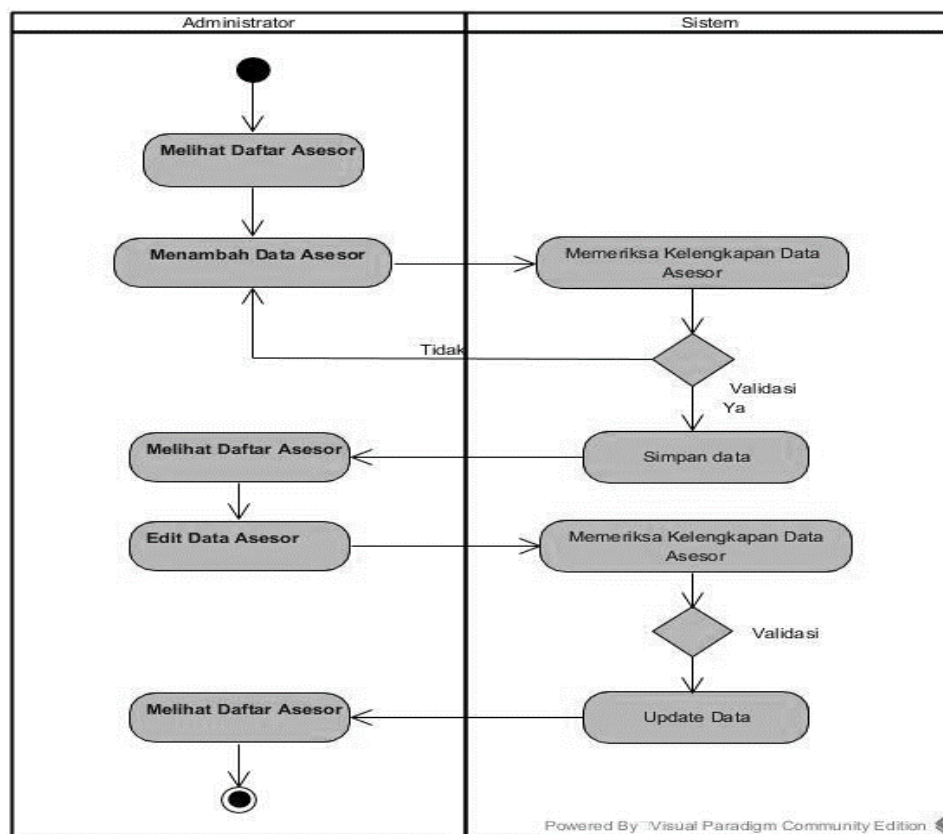 Administrator
Sistem
Melihat Daftar Asesor
Menambah Data Asesor
Memeriksa Kelengkapan Data
Asesor
Tidak
Validasi
Ya
Melihat Daftar Asesor
Simpan data
Edit Data Asesor
Memeriksa Kelengkapan Data
Asesor
Validasi
Melihat Daftar Asesor
Update Data
Powered By Visual Paradigm Community Edition